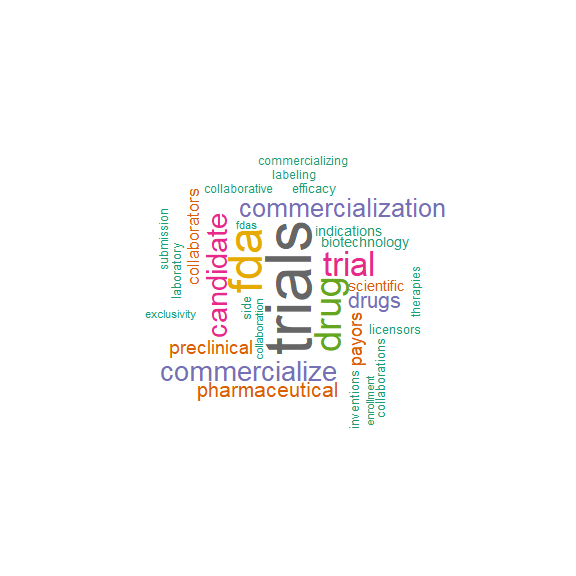 commercializing
labeling
collaborative
efficacy
commercialization
collaborators
submission
laboratory
candidate
fdas
fda
trials
indications
biotechnology
trial
drug
scientific
drugs
therapies
exclusivity
side
collaboration
payors
licensors
preclinical
commercialize
pharmaceutical
inventions
enrollment
collaborations